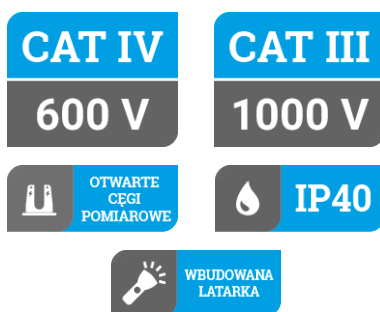 CAT IV
600 V
CAT III
1000 V
OTWARTE
CĘGI
POMIAROWE
IP40
WBUDOWANA
LATARKA